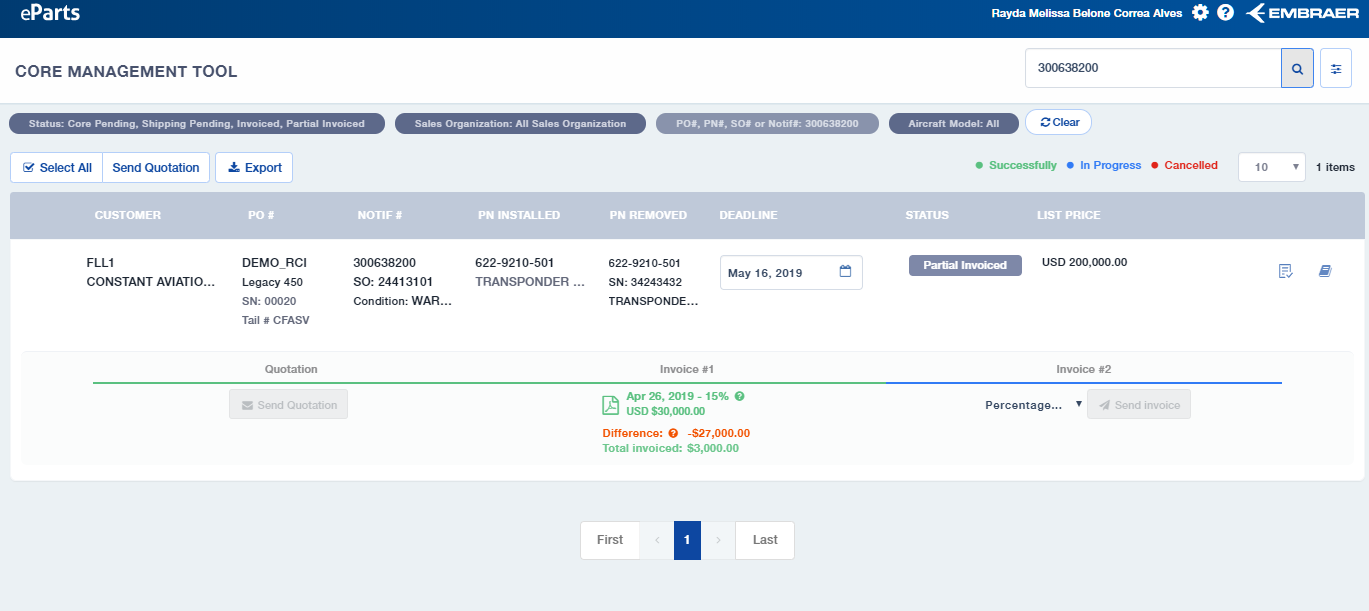 eParts
Rayda Melissa Belone Correa Alves
EMBRAER
CORE MANAGEMENT TOOL
300638200
Status: Core Pending, Shipping Pending, Invoiced, Partial Invoiced
Sales Organization: All Sales Organization
PO#, PN#, SO# or Notif#: 300638200
Aircraft Model: All
Clear
Select All
Send Quotation
Export
Successfully
In Progress
Cancelled
10
1 items
CUSTOMER PO # NOTIF # PN INSTALLED PN REMOVED DEADLINE STATUS LIST PRICE
FLL1
CONSTANT AVIATIO...
DEMO_RCI
Legacy 450
SN: 00020
Tail # CFASV
300638200
SO: 24413101
Condition: WAR...
622-9210-501
TRANSPONDER ...
622-9210-501
SN: 34243432
TRANSPONDE...
May 16, 2019
Partial Invoiced
USD 200,000.00
Quotation
Send Quotation
Invoice #1
Apr 26, 2019 - 15%
USD $30,000.00
Difference: -$27,000.00
Total invoiced: $3,000.00
Invoice #2
Percentage...
Send invoice
First < 1 > Last